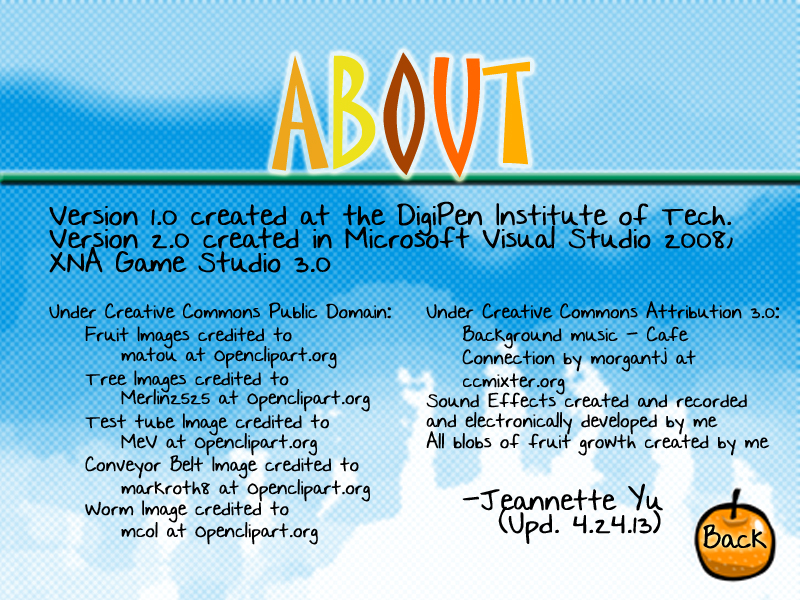 ABOUT
Version 1.0 created at the DigiPen Institute of Tech.
Version 2.0 created in Microsoft Visual Studio 2008,
XNA Game Studio 3.0
Under Creative Commons Public Domain:
Fruit Images credited to
matou at Openclipart.org
Tree Images credited to
Merlin2525 at Openclipart.org
Test tube Image credited to
MeV at Openclipart.org
Conveyor Belt Image credited to
markroth8 at Openclipart.org
Worm Image credited to
mcol at Openclipart.org
Under Creative Commons Attribution 3.0:
Background music - Cafe
Connection by morgantj at
ccmixter.org
Sound Effects created and recorded
and electronically developed by me
All blobs of fruit growth created by me
-Jeannette Yu
(Upd. 4.24.13)
Back